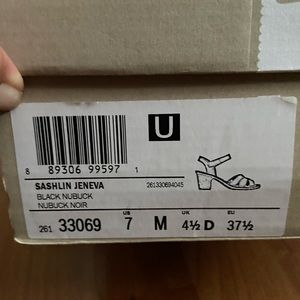 U
8 89306 99597 1
SASHLIN JENEVA 261330694045
BLACK NUBUCK
NUBUCK NOIR
US UK EU
261 33069 7 M 4½ D 37½